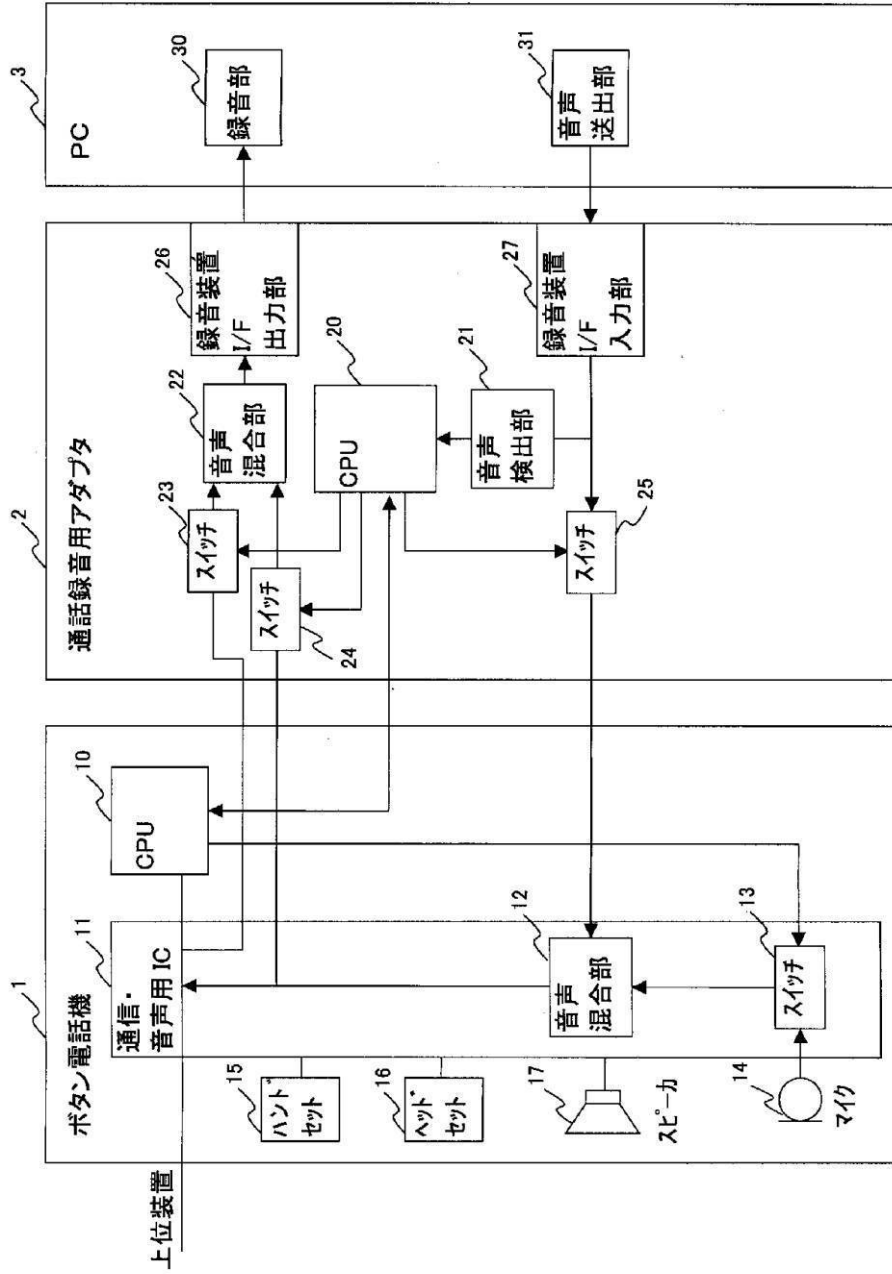 上位装置
1
ボタン電話機
11
通信・
音声用 IC
10
CPU
15
ハンド゛
セット
16
ヘッド゛
セット
17
スピーカ
14
マイク
12
音声
混合部
13
スイッチ
2
通話録音用アダプタ
23
スイッチ
22
音声
混合部
26
録音装置
I/F
出力部
スイッチ
24
20
CPU
21
音声
検出部
27
録音装置
I/F
入力部
スイッチ
25
3
PC
30
録音部
31
音声
送出部